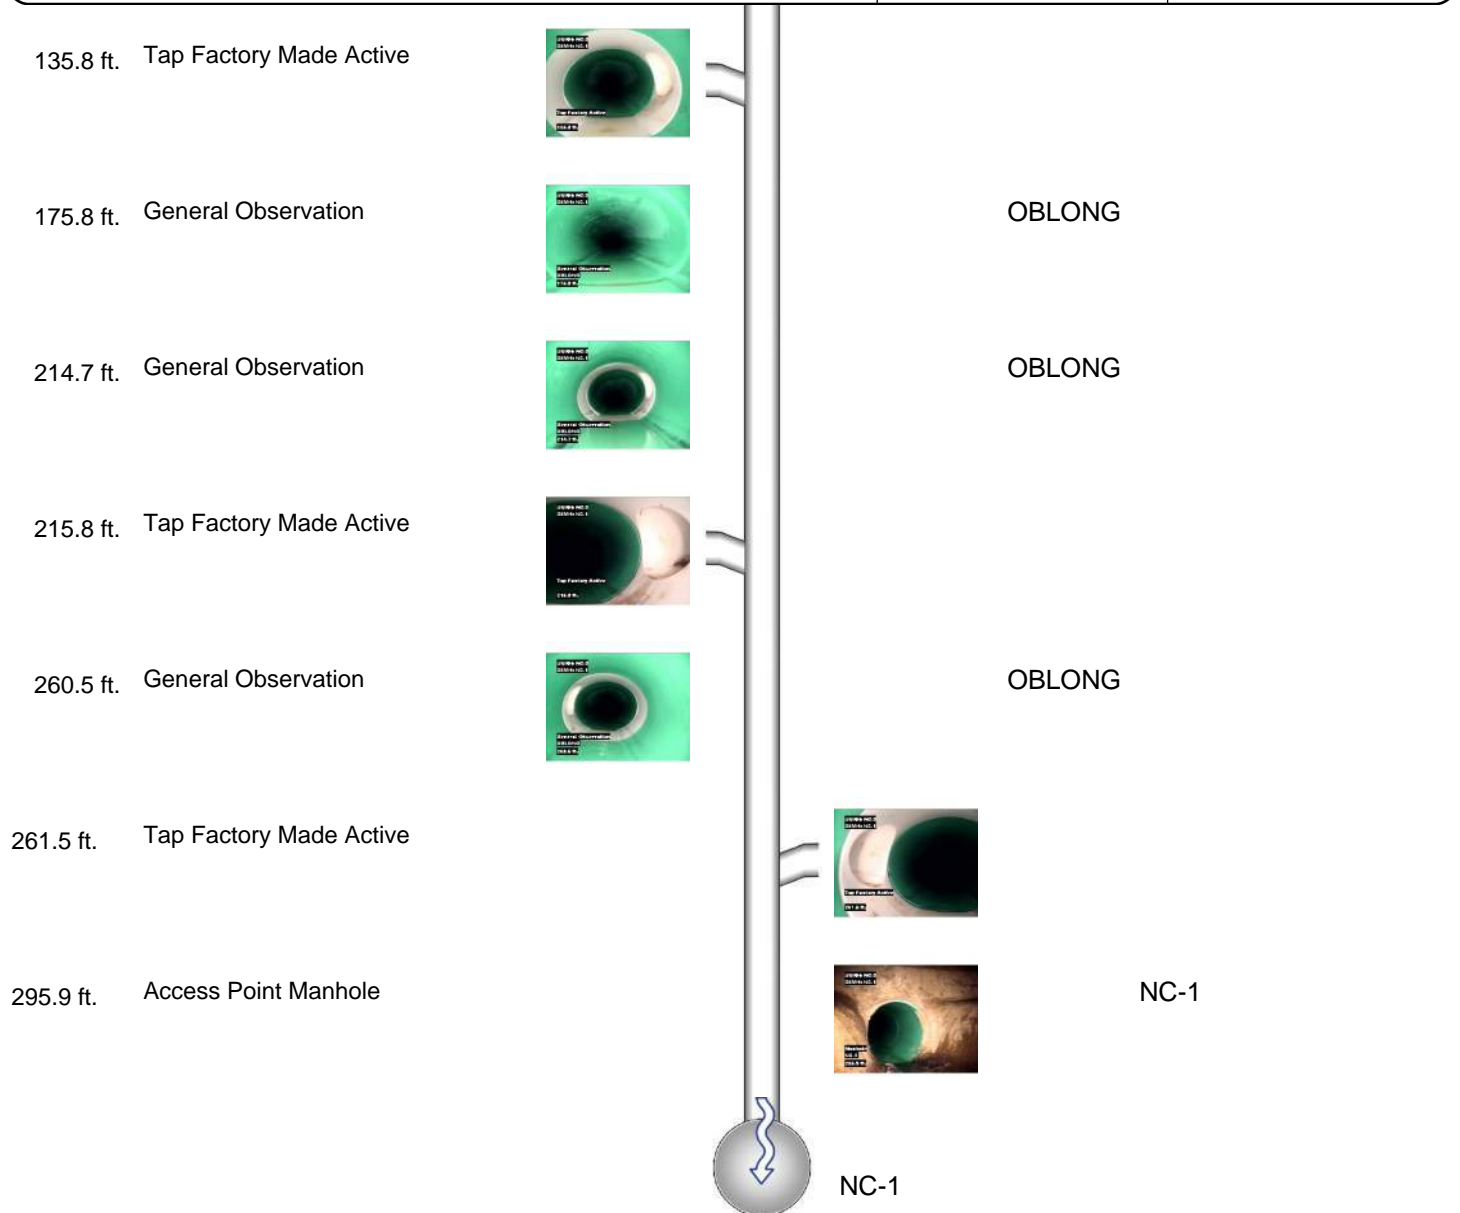 135.8 ft. Tap Factory Made Active
175.8 ft. General Observation OBLONG
214.7 ft. General Observation OBLONG
215.8 ft. Tap Factory Made Active
260.5 ft. General Observation OBLONG
261.5 ft. Tap Factory Made Active
295.9 ft. Access Point Manhole NC-1
NC-1